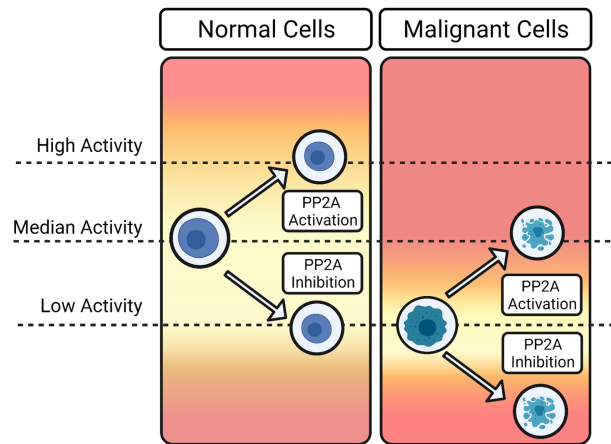 Normal Cells
Malignant Cells
High Activity
PP2A
Activation
Median Activity
PP2A
Inhibition
PP2A
Activation
Low Activity
PP2A
Inhibition